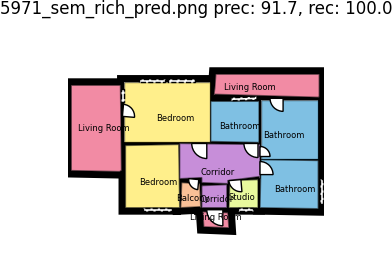 5971_sem_rich_pred.png prec: 91.7, rec: 100.0
Living Room
Bedroom
Living Room
Bathroom
Bathroom
Corridor
Bedroom
Bathroom
Balcony
Corridor
Studio
Living Room